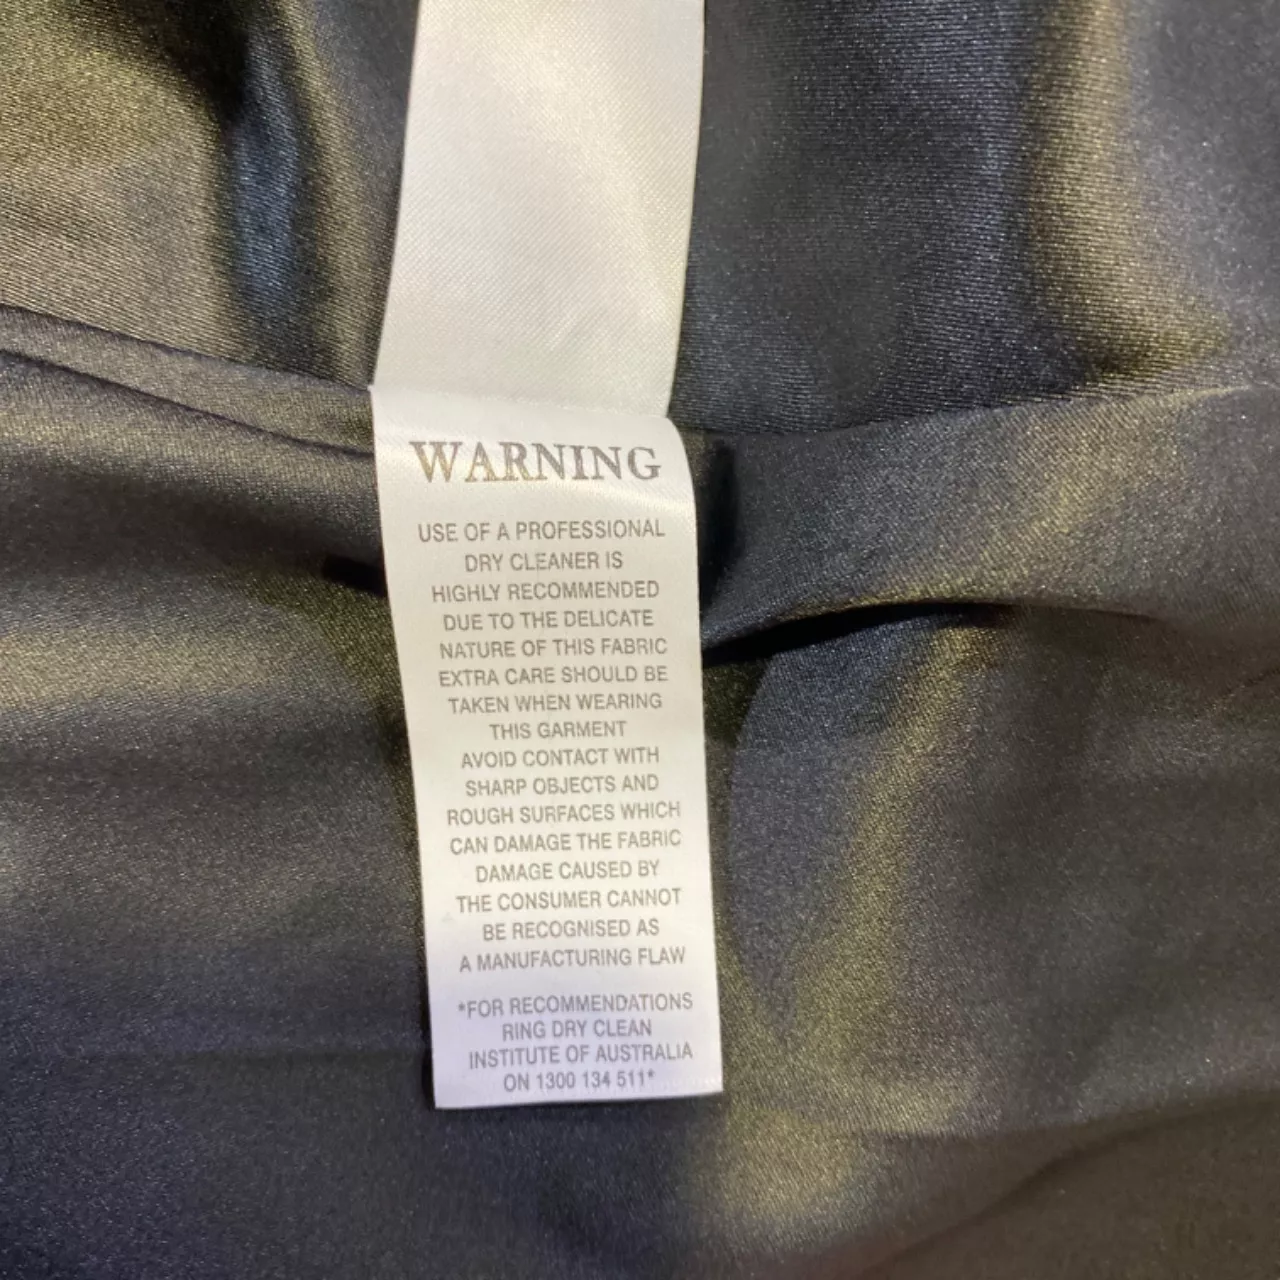 WARNING
USE OF A PROFESSIONAL
DRY CLEANER IS
HIGHLY RECOMMENDED
DUE TO THE DELICATE
NATURE OF THIS FABRIC
EXTRA CARE SHOULD BE
TAKEN WHEN WEARING
THIS GARMENT
AVOID CONTACT WITH
SHARP OBJECTS AND
ROUGH SURFACES WHICH
CAN DAMAGE THE FABRIC
DAMAGE CAUSED BY
THE CONSUMER CANNOT
BE RECOGNISED AS
A MANUFACTURING FLAW
*FOR RECOMMENDATIONS
RING DRY CLEAN
INSTITUTE OF AUSTRALIA
ON 1300 134 511*